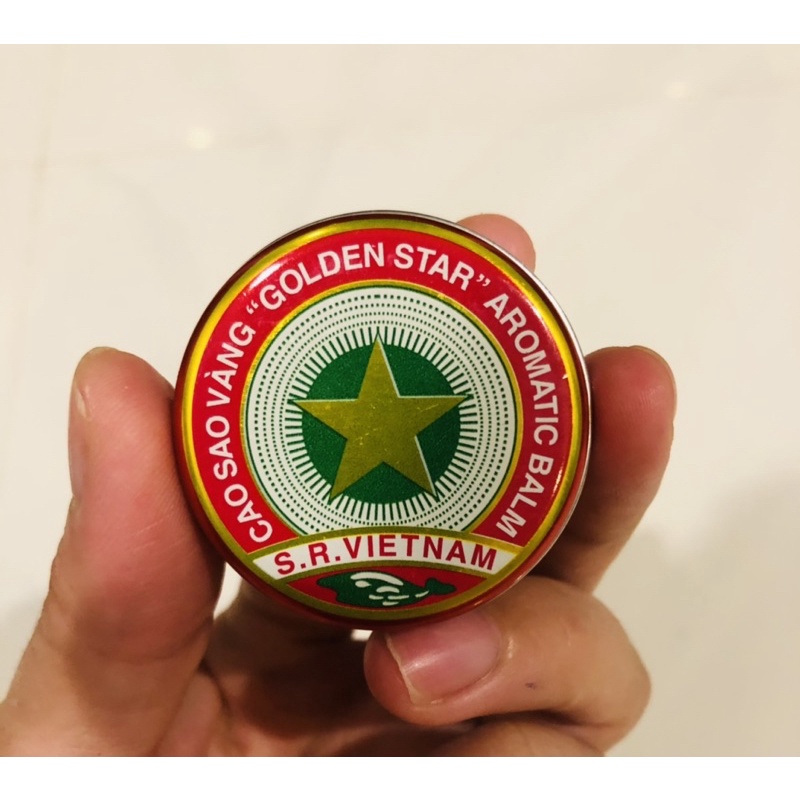 CAO SAO VÀNG “GOLDEN STAR” AROMATIC BALM
S.R.VIETNAM